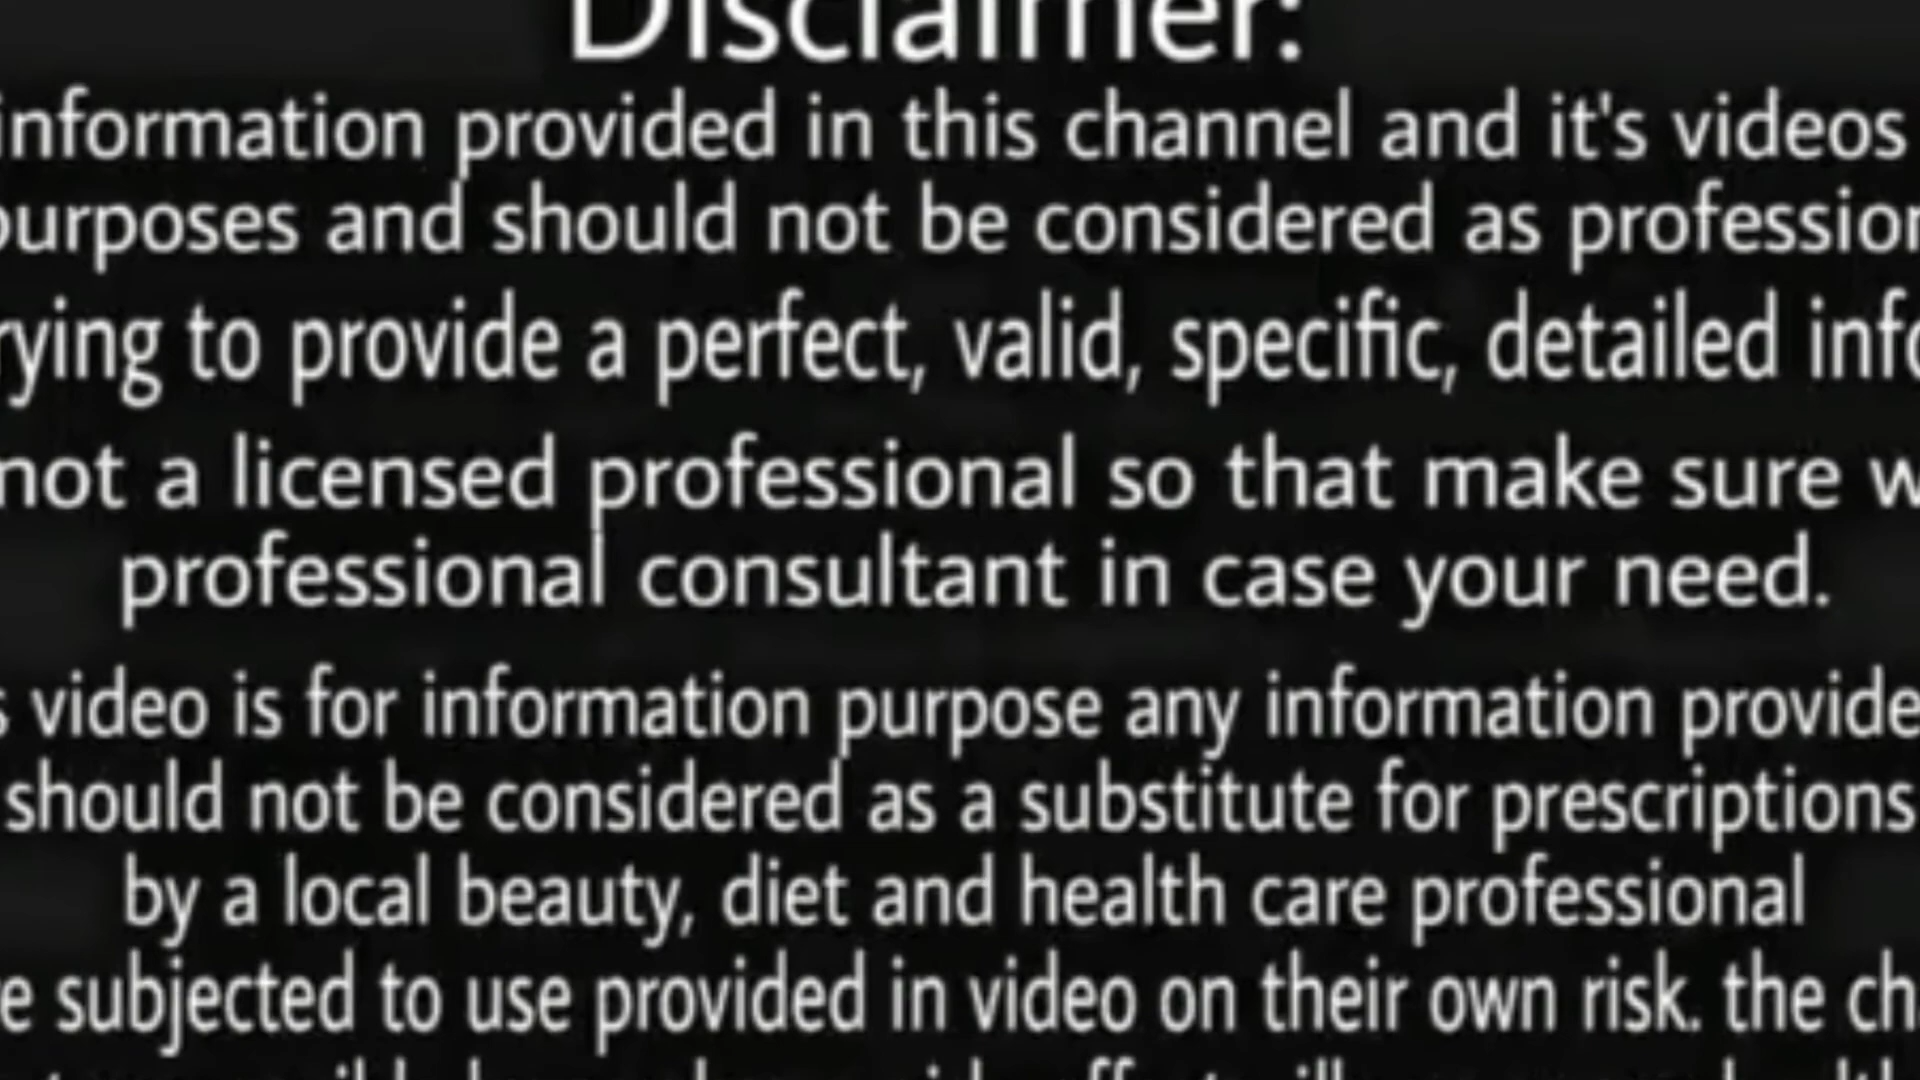 Disclaimer:
information provided in this channel and it's videos
purposes and should not be considered as profession
rying to provide a perfect, valid, specific, detailed info
not a licensed professional so that make sure w
professional consultant in case your need.
s video is for information purpose any information provide
should not be considered as a substitute for prescriptions
by a local beauty, diet and health care professional
e subjected to use provided in video on their own risk. the ch